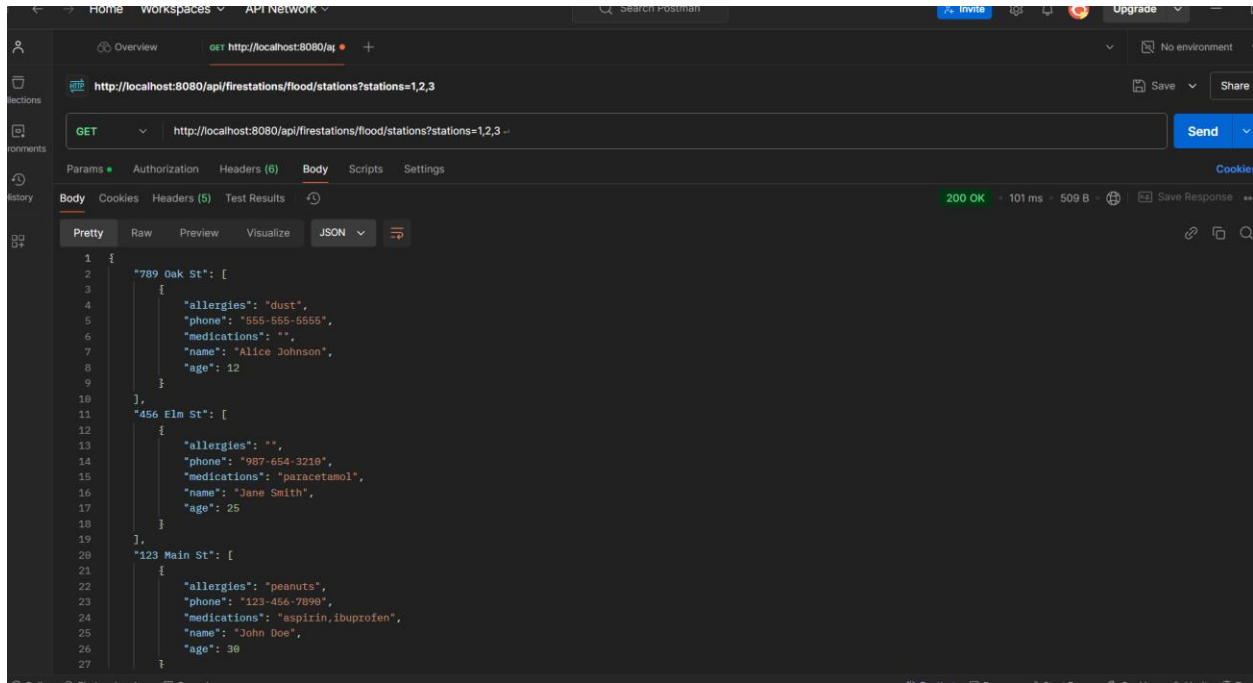 ← → Home Workspaces API Network Search Postman Invite Upgrade
Overview GET http://localhost:8080/ap + No environment
HTTP http://localhost:8080/api/firestations/flood/stations?stations=1,2,3 Save Share
GET http://localhost:8080/api/firestations/flood/stations?stations=1,2,3 Send
Params Authorization Headers (6) Body Scripts Settings Cookies
Body Cookies Headers (5) Test Results 200 OK 101 ms 509 B Save Response
Pretty Raw Preview Visualize JSON
1 {
2 "789 Oak St": [
3 {
4 "allergies": "dust",
5 "phone": "555-555-5555",
6 "medications": "",
7 "name": "Alice Johnson",
8 "age": 12
9 }
10 ],
11 "456 Elm St": [
12 {
13 "allergies": "",
14 "phone": "987-654-3210",
15 "medications": "paracetamol",
16 "name": "Jane Smith",
17 "age": 25
18 }
19 ],
20 "123 Main St": [
21 {
22 "allergies": "peanuts",
23 "phone": "123-456-7890",
24 "medications": "aspirin,ibuprofen",
25 "name": "John Doe",
26 "age": 30
27 }